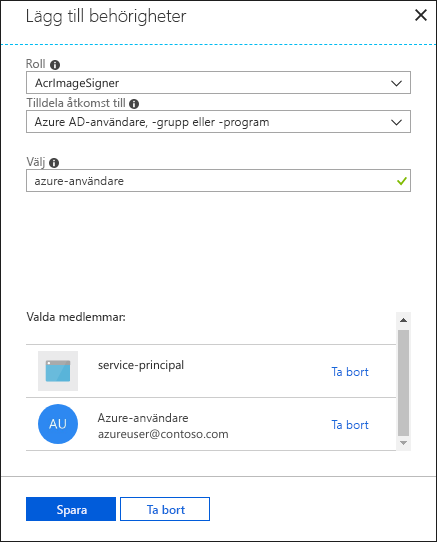 Lägg till behörigheter
Roll
AcrImageSigner
Tilldela åtkomst till
Azure AD-användare, -grupp eller -program
Välj
azure-användare
Valda medlemmar:
service-principal
Ta bort
AU
Azure-användare
Ta bort
azureuser@contoso.com
Spara
Ta bort